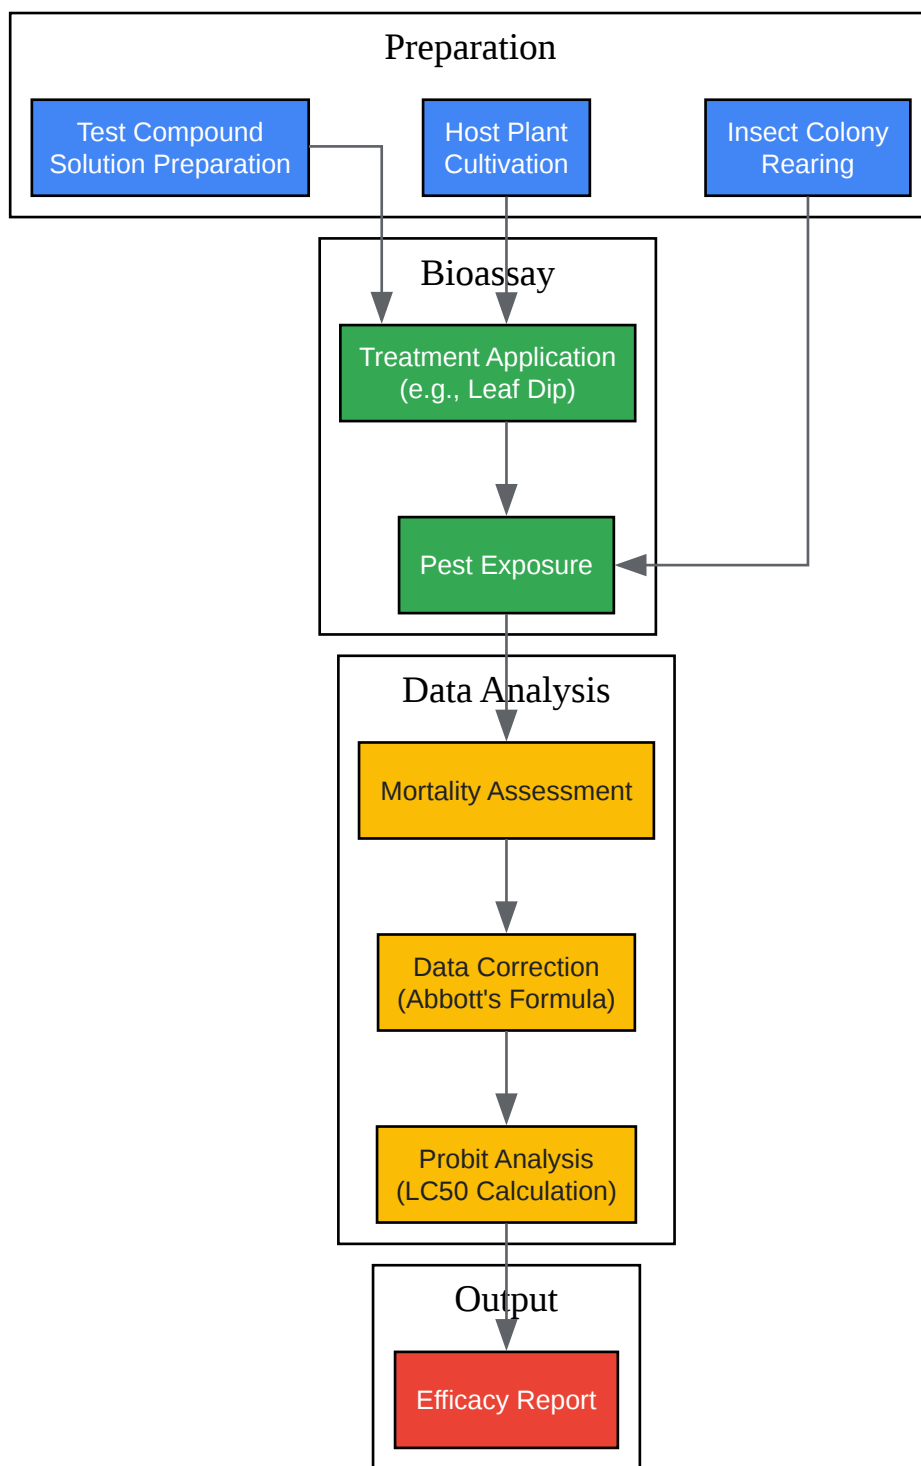 Preparation
Test Compound
Solution Preparation
Host Plant
Cultivation
Insect Colony
Rearing
Bioassay
Treatment Application
(e.g., Leaf Dip)
Pest Exposure
Data Analysis
Mortality Assessment
Data Correction
(Abbott's Formula)
Probit Analysis
(LC50 Calculation)
Output
Efficacy Report